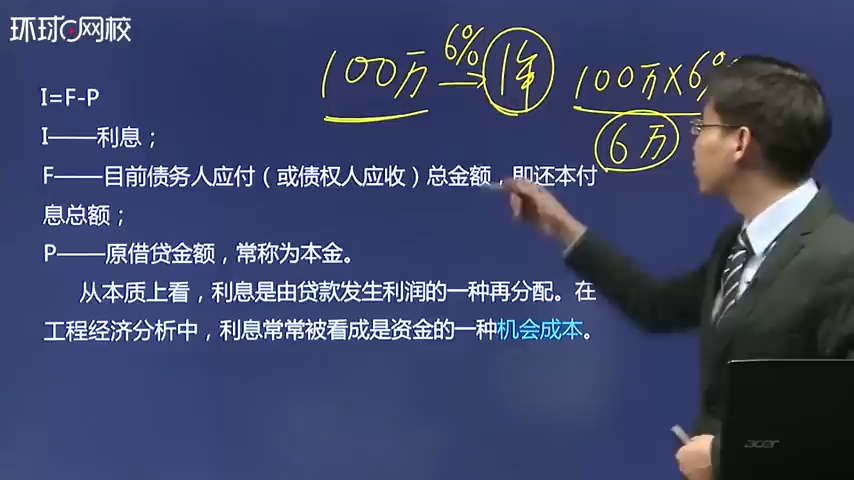 环球网校
100万 6% 1年 100万×6%
6万
I=F-P
I——利息；
F——目前债务人应付（或债权人应收）总金额，即还本付
息总额；
P——原借贷金额，常称为本金。
从本质上看，利息是由贷款发生利润的一种再分配。在
工程经济分析中，利息常常被看成是资金的一种机会成本。
acer